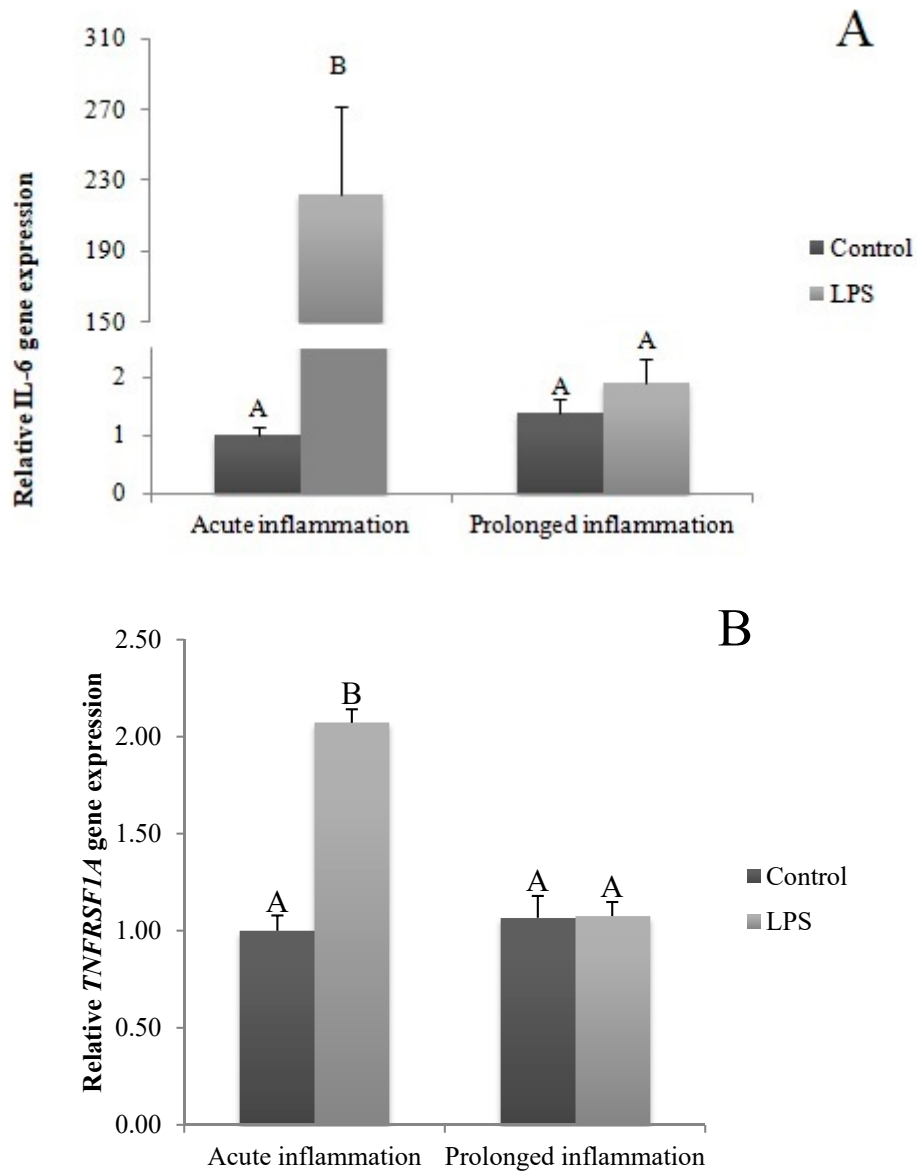 A
310
270
230
190
150
2
1
0
Relative IL-6 gene expression
B
A
A
A
Control
LPS
Acute inflammation
Prolonged inflammation
B
2.50
2.00
1.50
1.00
0.50
0.00
Relative TNFRSF1A gene expression
B
A
A
A
Control
LPS
Acute inflammation
Prolonged inflammation